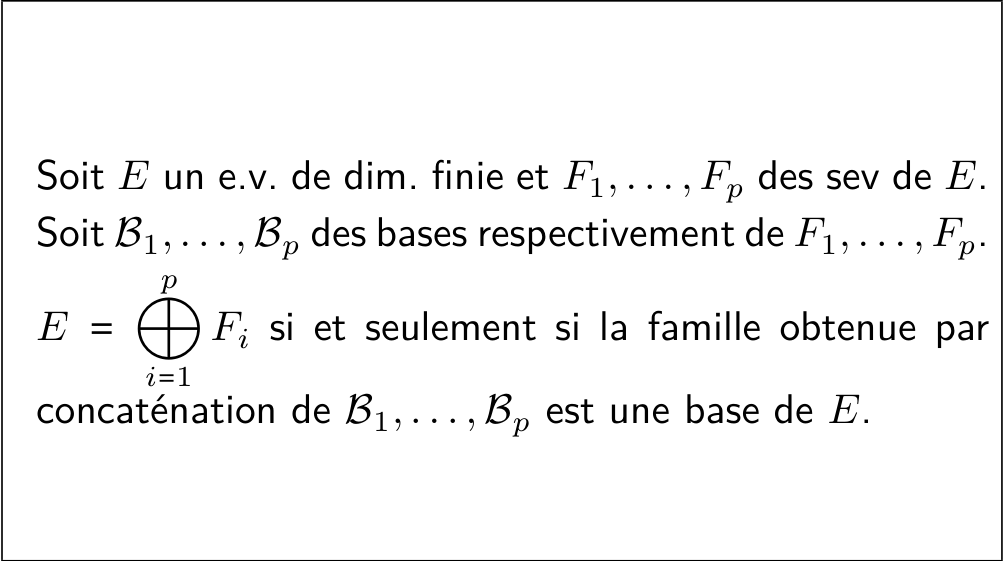 Soit $E$ un e.v. de dim. finie et $F_1, \ldots, F_p$ des sev de $E$.
Soit $\mathcal{B}_1, \ldots, \mathcal{B}_p$ des bases respectivement de $F_1, \ldots, F_p$.
$E = \bigoplus_{i=1}^{p} F_i$ si et seulement si la famille obtenue par
concaténation de $\mathcal{B}_1, \ldots, \mathcal{B}_p$ est une base de $E$.